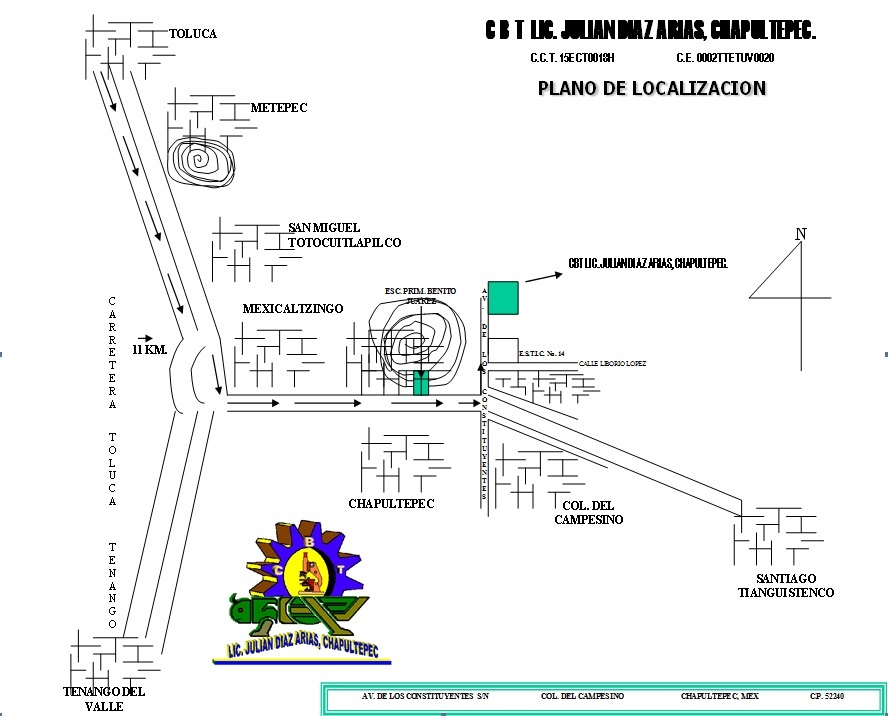 C B T LIC. JULIAN DIAZ ARIAS, CHAPULTEPEC.
C.C.T. 15ECT0018H C.E. 0002TTETUV0020
PLANO DE LOCALIZACION
TOLUCA
METEPEC
N
SAN MIGUEL
TOTOCUITLAPILCO
CBT LIC. JULIAN DIAZ ARIAS, CHAPULTEPEC.
ESC. PRIM. BENITO
JUAREZ
MEXICALTZINGO
11 KM.
E.S.T.I.C. No. 14
CALLE LIBORIO LOPEZ
AV. DE LOS CONSTITUYENTES
CARRETERA TOLUCA TENANGO
CHAPULTEPEC
COL. DEL
CAMPESINO
SANTIAGO
TIANGUISTENCO
C B T
LIC. JULIAN DIAZ ARIAS, CHAPULTEPEC
TENANGO DEL
VALLE
AV. DE LOS CONSTITUYENTES S/N COL. DEL CAMPESINO CHAPULTEPEC, MEX C.P. 52240